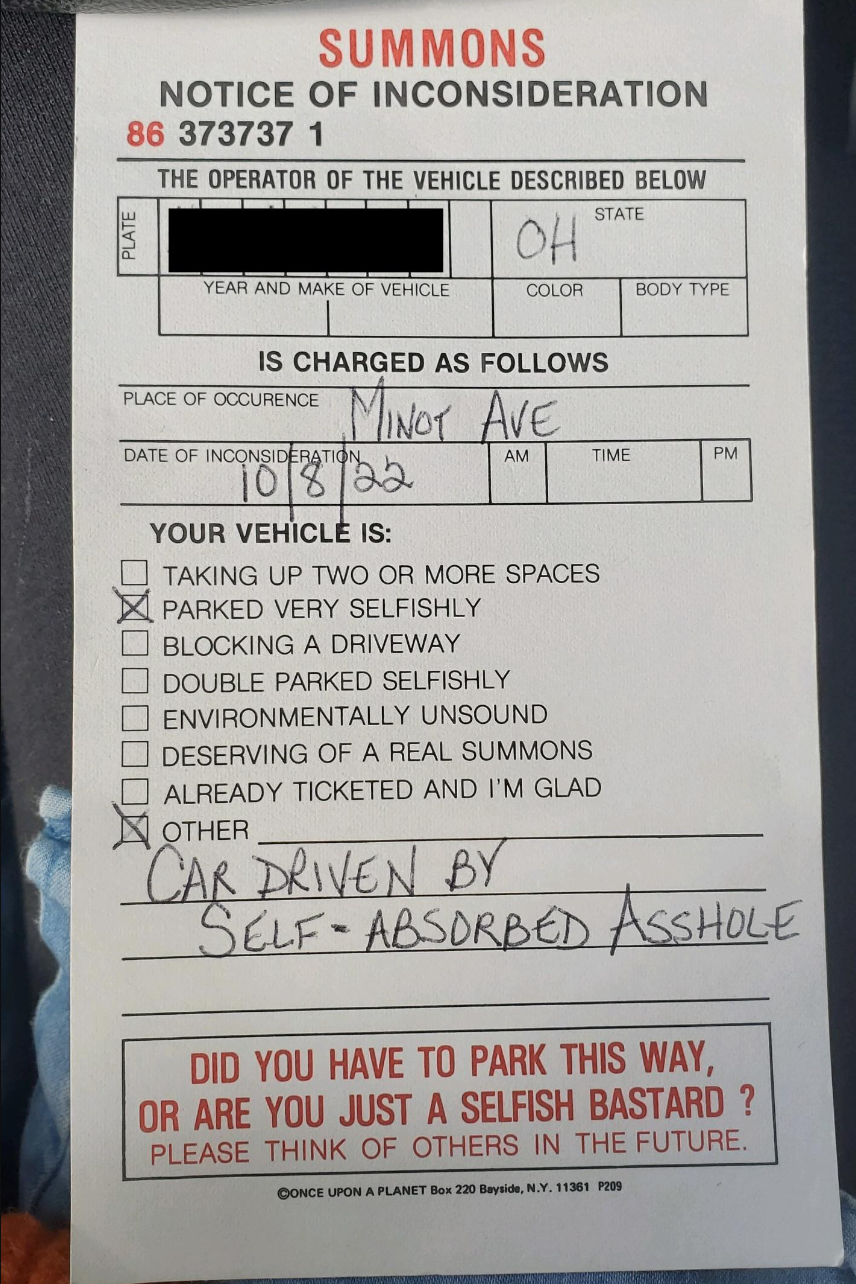 SUMMONS
NOTICE OF INCONSIDERATION
86 373737 1
THE OPERATOR OF THE VEHICLE DESCRIBED BELOW
PLATE
STATE
OH
YEAR AND MAKE OF VEHICLE
COLOR
BODY TYPE
IS CHARGED AS FOLLOWS
PLACE OF OCCURENCE MINOT AVE
DATE OF INCONSIDERATION
AM TIME PM
10/8/22
YOUR VEHICLE IS:
TAKING UP TWO OR MORE SPACES
PARKED VERY SELFISHLY
BLOCKING A DRIVEWAY
DOUBLE PARKED SELFISHLY
ENVIRONMENTALLY UNSOUND
DESERVING OF A REAL SUMMONS
ALREADY TICKETED AND I'M GLAD
OTHER
CAR DRIVEN BY
SELF-ABSORBED ASSHOLE
DID YOU HAVE TO PARK THIS WAY,
OR ARE YOU JUST A SELFISH BASTARD ?
PLEASE THINK OF OTHERS IN THE FUTURE.
©ONCE UPON A PLANET Box 220 Bayside, N.Y. 11361 P209